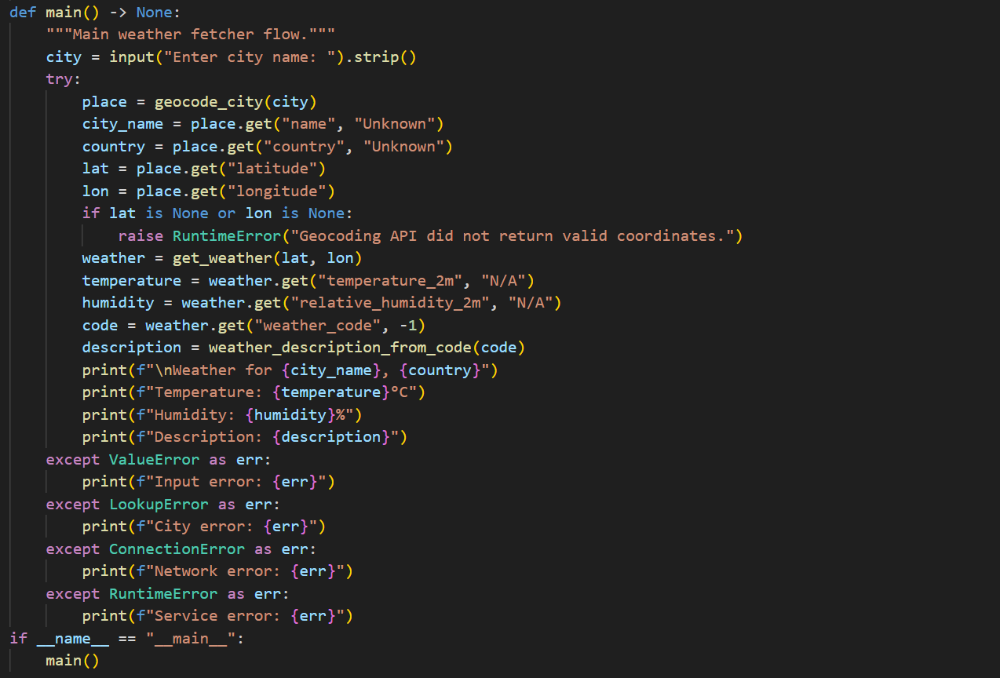 def main() -> None:
    """Main weather fetcher flow."""
    city = input("Enter city name: ").strip()
    try:
        place = geocode_city(city)
        city_name = place.get("name", "Unknown")
        country = place.get("country", "Unknown")
        lat = place.get("latitude")
        lon = place.get("longitude")
        if lat is None or lon is None:
            raise RuntimeError("Geocoding API did not return valid coordinates.")
        weather = get_weather(lat, lon)
        temperature = weather.get("temperature_2m", "N/A")
        humidity = weather.get("relative_humidity_2m", "N/A")
        code = weather.get("weather_code", -1)
        description = weather_description_from_code(code)
        print(f"\nWeather for {city_name}, {country}")
        print(f"Temperature: {temperature}°C")
        print(f"Humidity: {humidity}%")
        print(f"Description: {description}")
    except ValueError as err:
        print(f"Input error: {err}")
    except LookupError as err:
        print(f"City error: {err}")
    except ConnectionError as err:
        print(f"Network error: {err}")
    except RuntimeError as err:
        print(f"Service error: {err}")
if __name__ == "__main__":
    main()